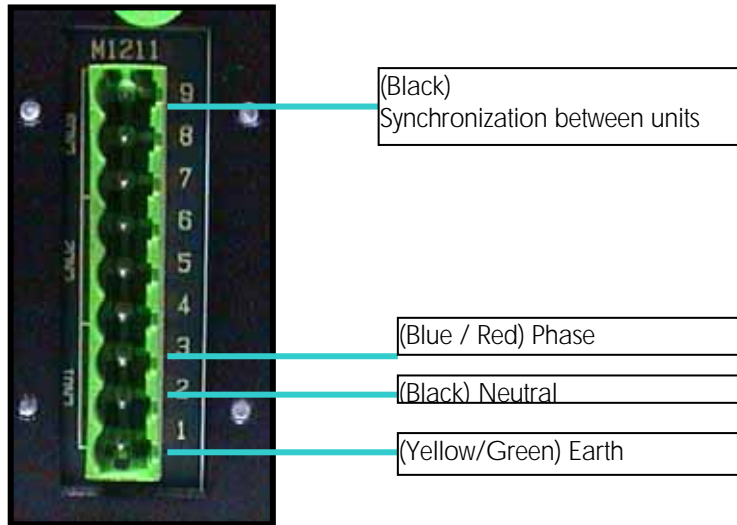 M1211
9
(Black)
Synchronization between units
8
7
6
5
4
3
(Blue / Red) Phase
2
(Black) Neutral
1
(Yellow/Green) Earth